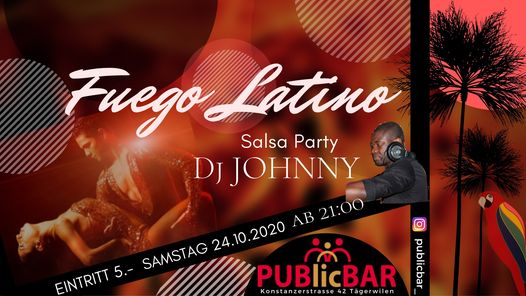 Fuego Latino
Salsa Party
Dj JOHNNY
EINTRITT 5.- SAMSTAG 24.10.2020 AB 21:00
PUBlicBAR
Konstanzerstrasse 42 Tägerwilen
publicbar_